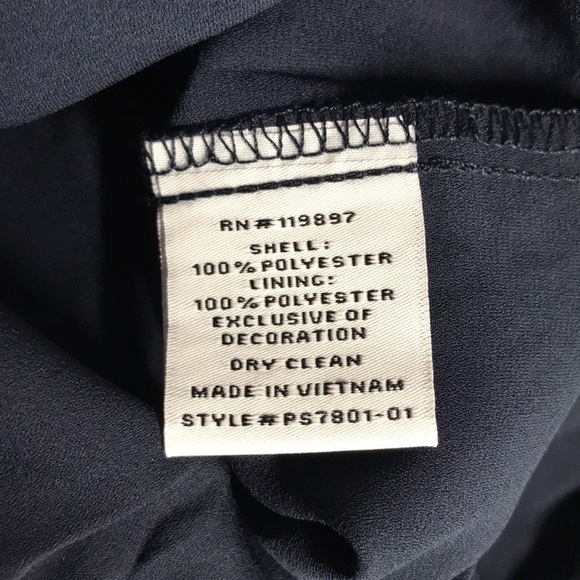 RN#119897
SHELL:
100% POLYESTER
LINING:
100% POLYESTER
EXCLUSIVE OF
DECORATION
DRY CLEAN
MADE IN VIETNAM
STYLE#PS7801-01